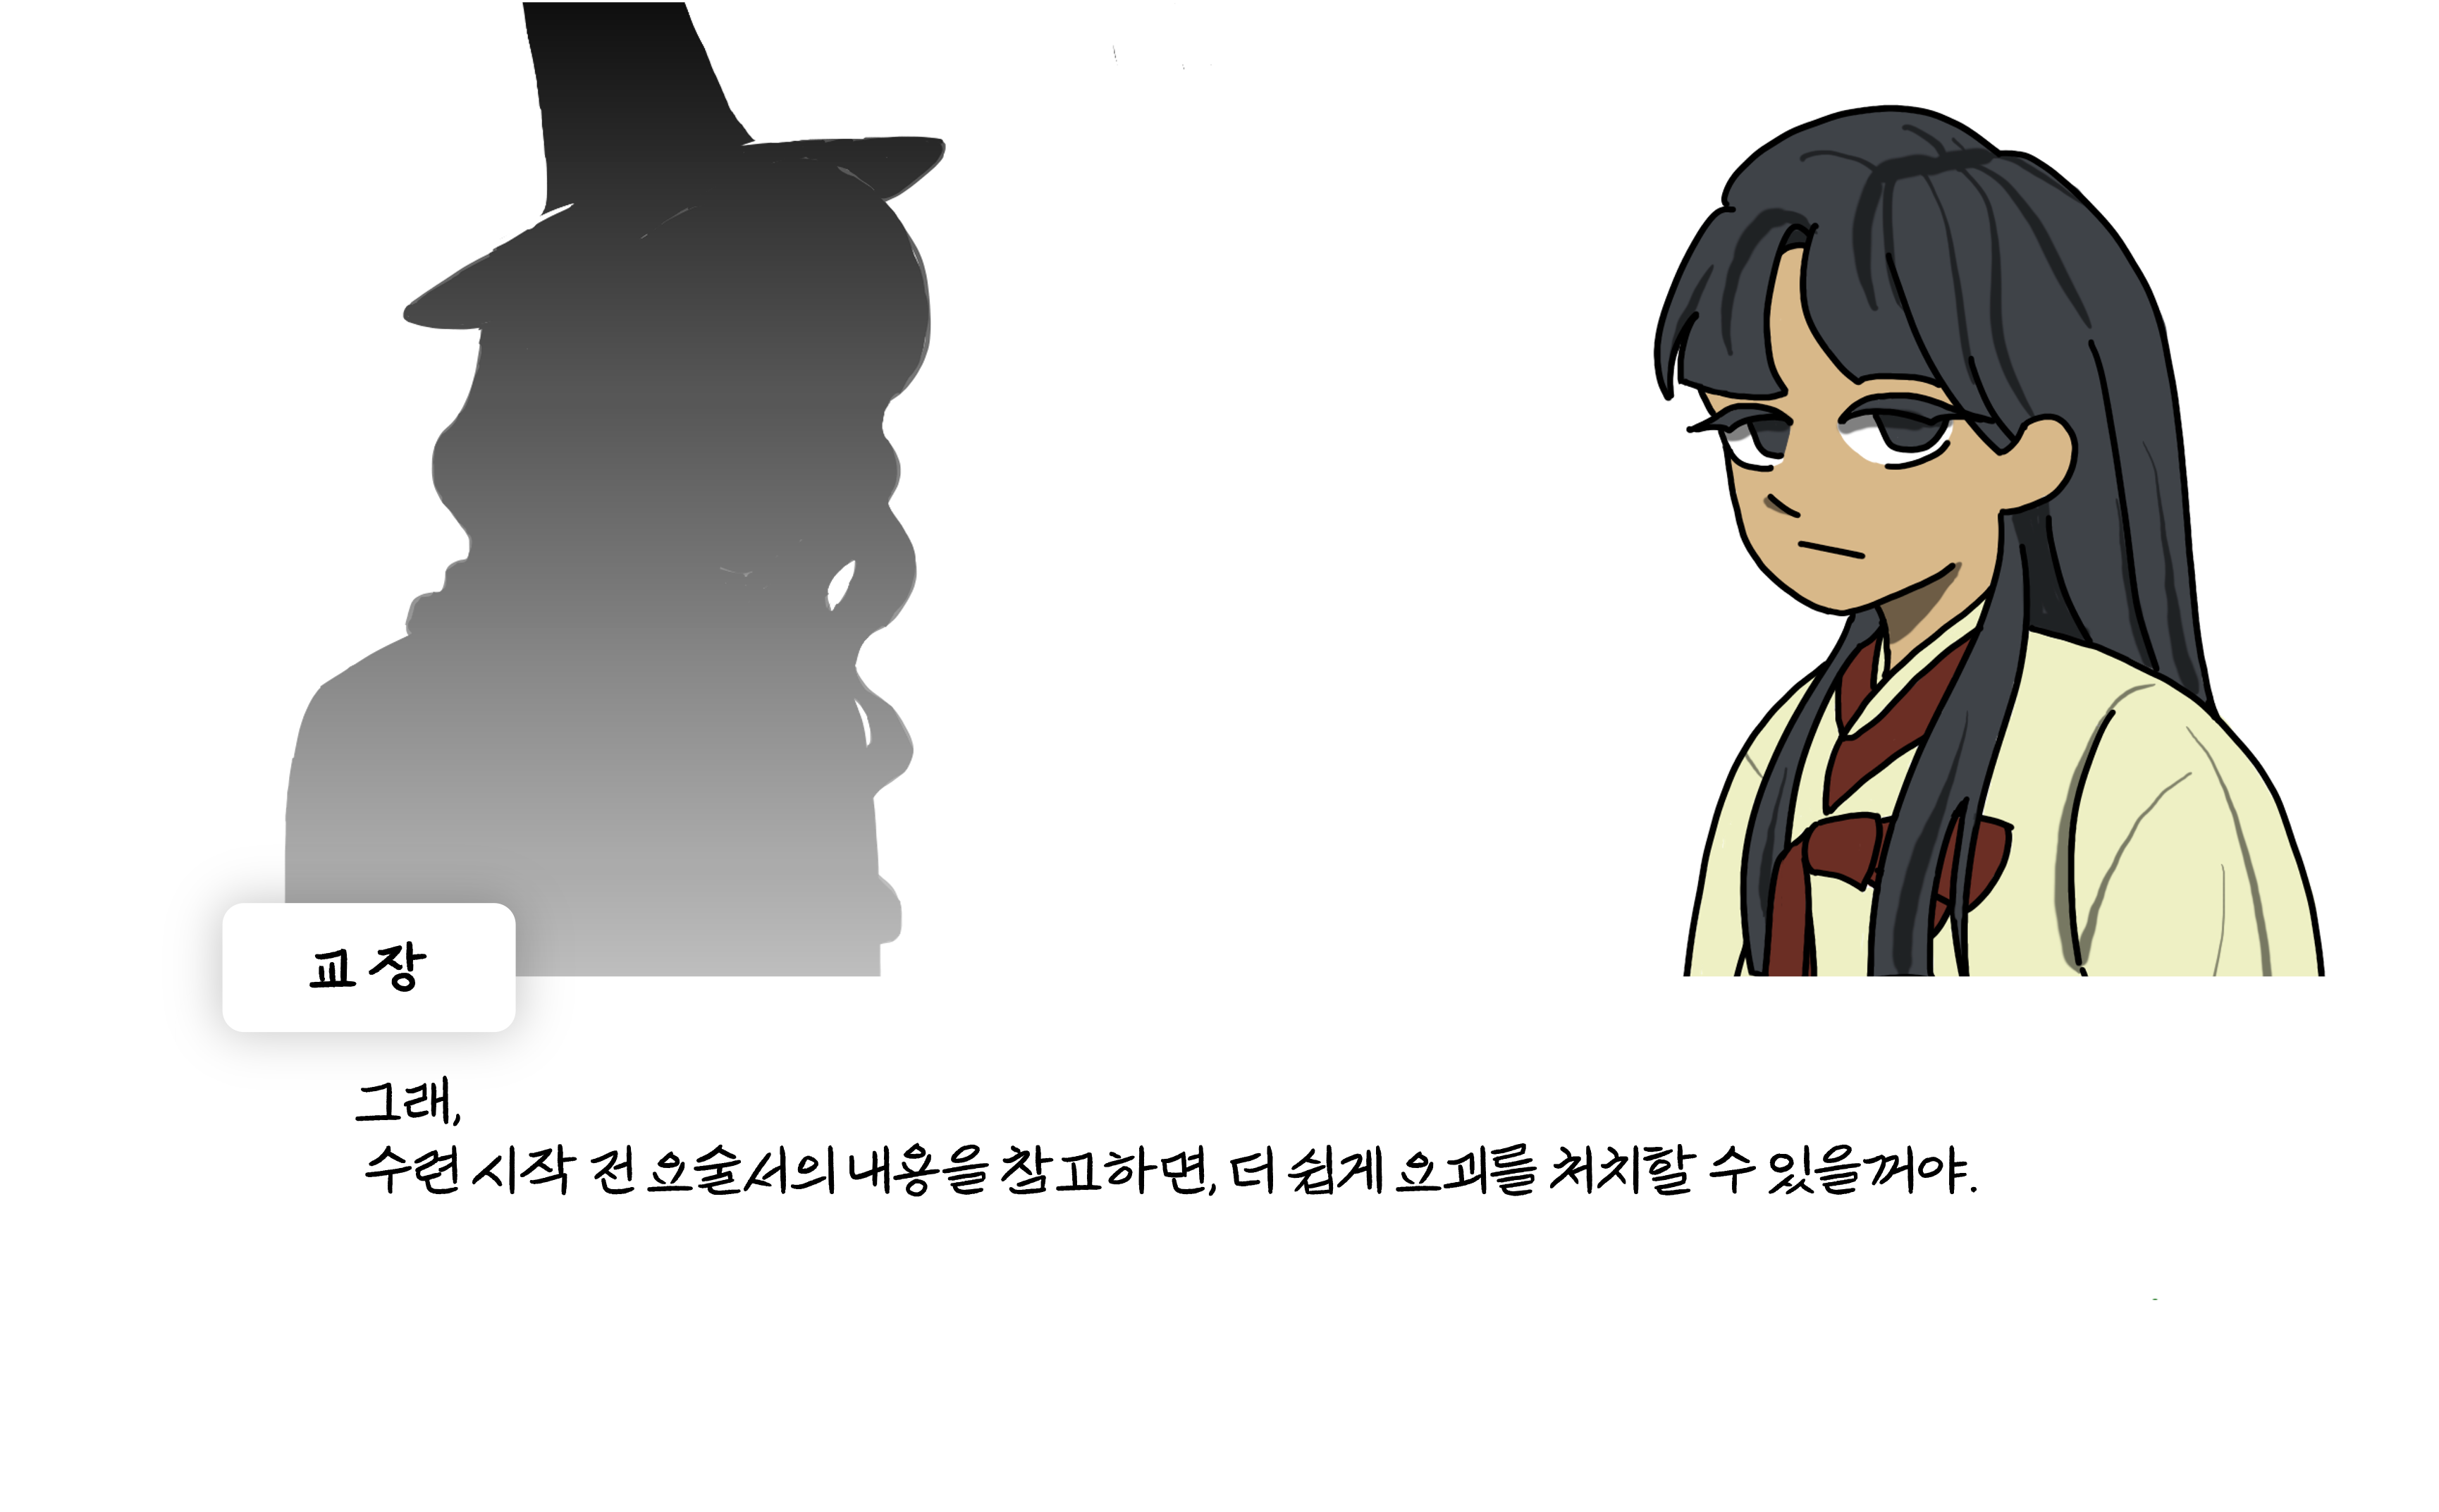 교장
그래,
수련 시작 전 요술서의 내용을 참고하면, 더 쉽게 요괴를 처치할 수 있을꺼야.